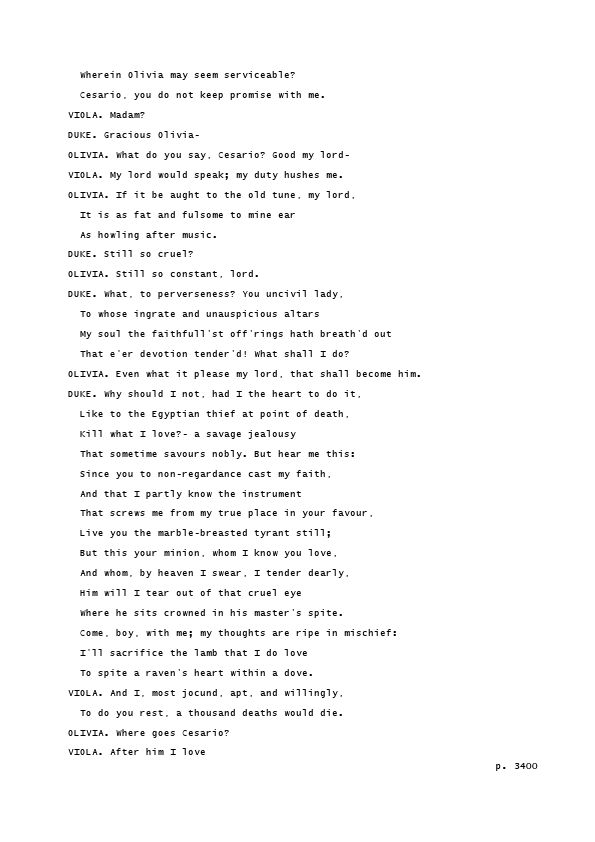 Wherein Olivia may seem serviceable?
Cesario, you do not keep promise with me.
VIOLA. Madam?
DUKE. Gracious Olivia-
OLIVIA. What do you say, Cesario? Good my lord-
VIOLA. My lord would speak; my duty hushes me.
OLIVIA. If it be aught to the old tune, my lord,
It is as fat and fulsome to mine ear
As howling after music.
DUKE. Still so cruel?
OLIVIA. Still so constant, lord.
DUKE. What, to perverseness? You uncivil lady,
To whose ingrate and unauspicious altars
My soul the faithfull'st off'rings hath breath'd out
That e'er devotion tender'd! What shall I do?
OLIVIA. Even what it please my lord, that shall become him.
DUKE. Why should I not, had I the heart to do it,
Like to the Egyptian thief at point of death,
Kill what I love?- a savage jealousy
That sometime savours nobly. But hear me this:
Since you to non-regardance cast my faith,
And that I partly know the instrument
That screws me from my true place in your favour,
Live you the marble-breasted tyrant still;
But this your minion, whom I know you love,
And whom, by heaven I swear, I tender dearly,
Him will I tear out of that cruel eye
Where he sits crowned in his master's spite.
Come, boy, with me; my thoughts are ripe in mischief:
I'll sacrifice the lamb that I do love
To spite a raven's heart within a dove.
VIOLA. And I, most jocund, apt, and willingly,
To do you rest, a thousand deaths would die.
OLIVIA. Where goes Cesario?
VIOLA. After him I love
p. 3400